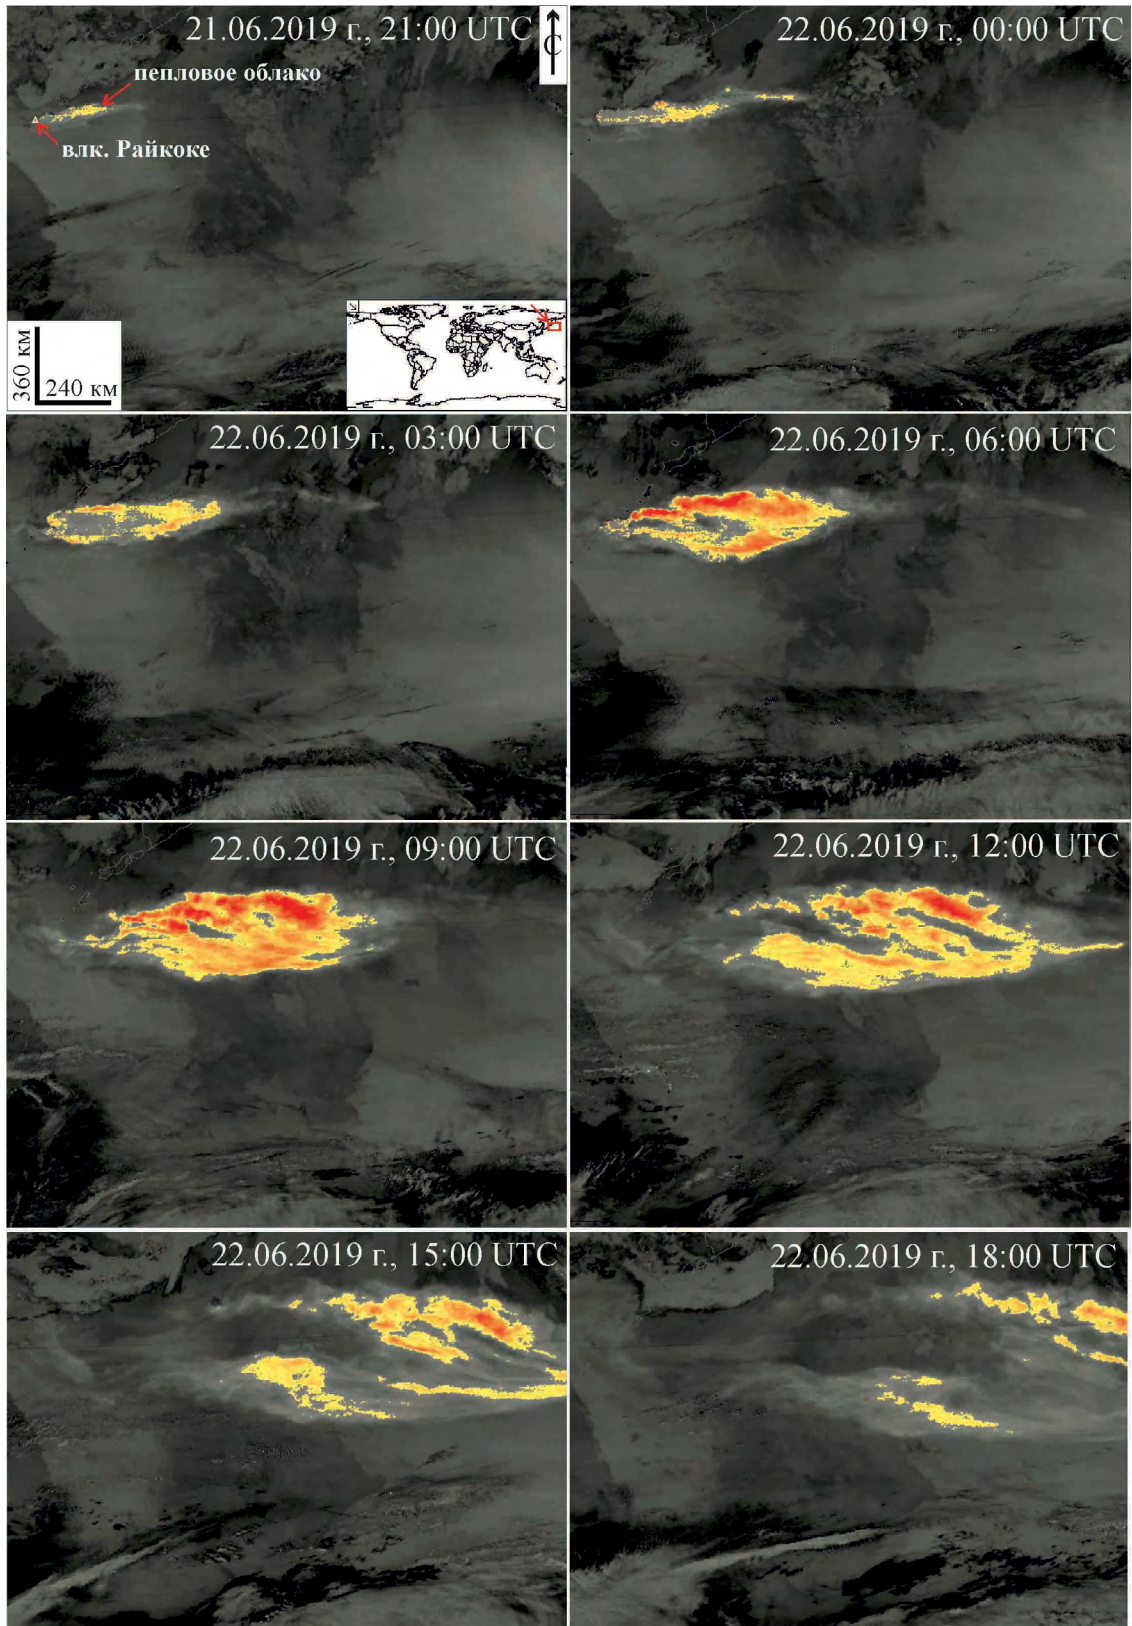 21.06.2019 г., 21:00 UTC
С
пепловое облако
влк. Райкоке
360 км
240 км
22.06.2019 г., 00:00 UTC
22.06.2019 г., 03:00 UTC
22.06.2019 г., 06:00 UTC
22.06.2019 г., 09:00 UTC
22.06.2019 г., 12:00 UTC
22.06.2019 г., 15:00 UTC
22.06.2019 г., 18:00 UTC